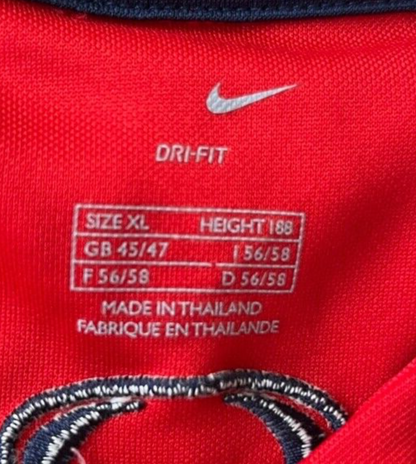 DRI-FIT
SIZE XL HEIGHT 188
GB 45/47 I 56/58
F 56/58 D 56/58
MADE IN THAILAND
FABRIQUE EN THAILANDE